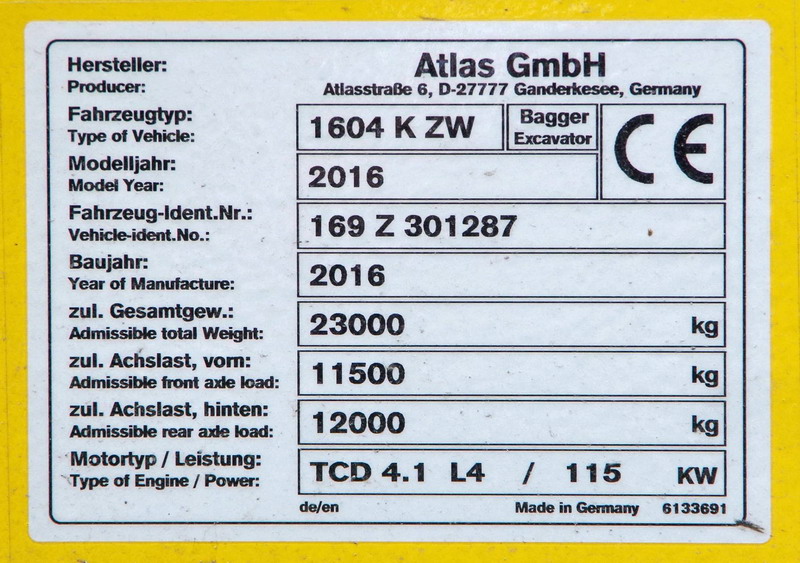 Hersteller:
Producer:
Atlas GmbH
Atlasstraße 6, D-27777 Ganderkesee, Germany
Fahrzeugtyp:
Type of Vehicle:
1604 K ZW
Bagger
Excavator
CE
Modelljahr:
Model Year:
2016
Fahrzeug-Ident.Nr.:
Vehicle-ident.No.:
169 Z 301287
Baujahr:
Year of Manufacture:
2016
zul. Gesamtgew.:
Admissible total Weight:
23000 kg
zul. Achslast, vorn:
Admissible front axle load:
11500 kg
zul. Achslast, hinten:
Admissible rear axle load:
12000 kg
Motortyp / Leistung:
Type of Engine / Power:
TCD 4.1 L4 / 115 KW
de/en Made in Germany 6133691